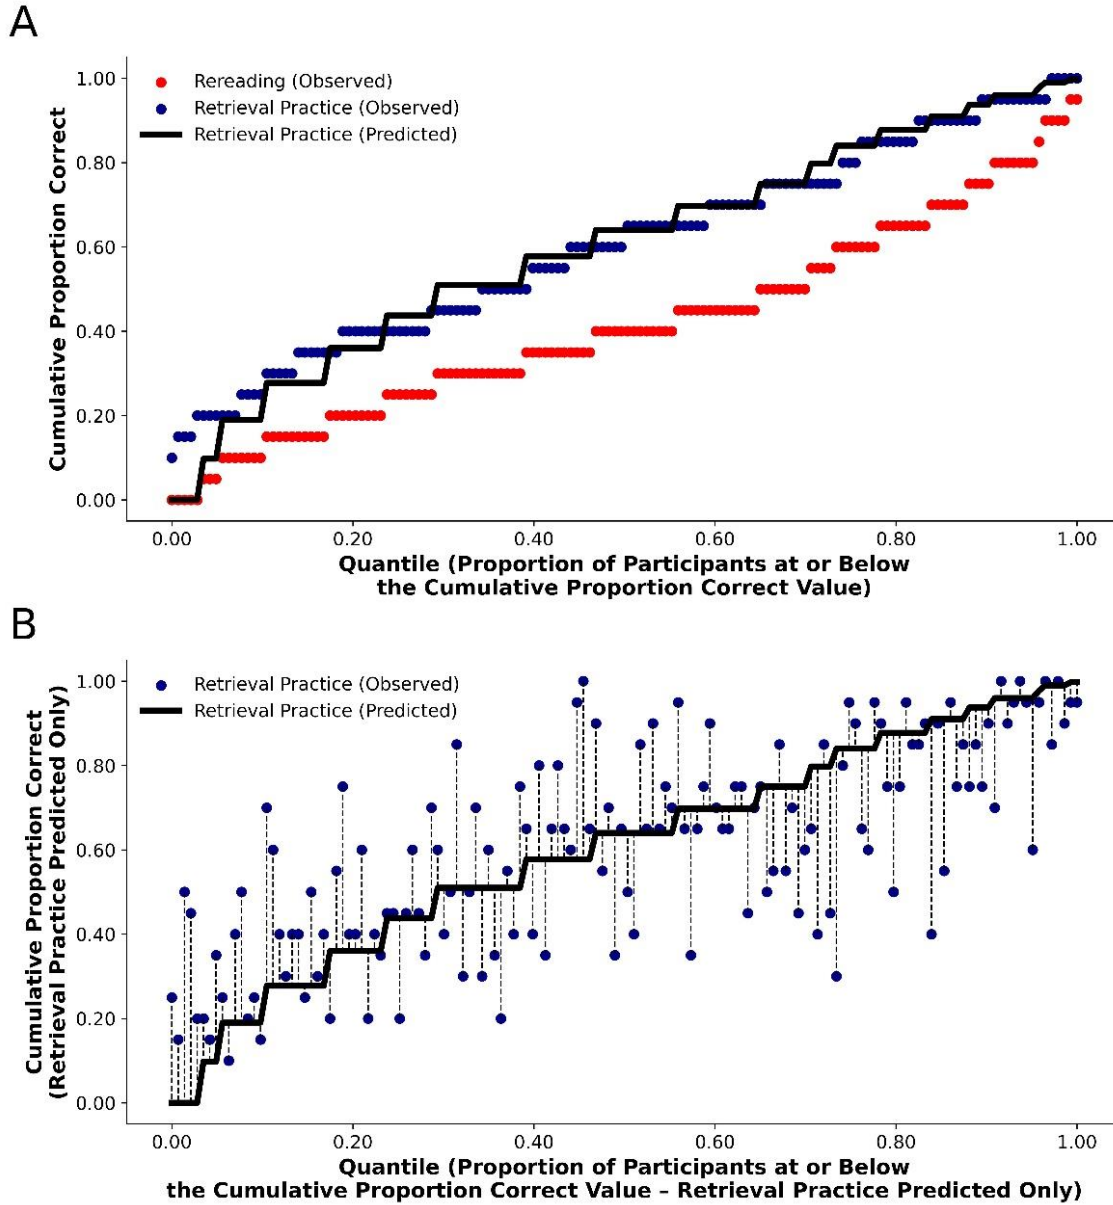 A
Cumulative Proportion Correct
1.00
0.80
0.60
0.40
0.20
0.00
Rereading (Observed)
Retrieval Practice (Observed)
Retrieval Practice (Predicted)
0.00 0.20 0.40 0.60 0.80 1.00
Quantile (Proportion of Participants at or Below
the Cumulative Proportion Correct Value)
B
Cumulative Proportion Correct
(Retrieval Practice Predicted Only)
1.00
0.80
0.60
0.40
0.20
0.00
Retrieval Practice (Observed)
Retrieval Practice (Predicted)
0.00 0.20 0.40 0.60 0.80 1.00
Quantile (Proportion of Participants at or Below
the Cumulative Proportion Correct Value – Retrieval Practice Predicted Only)